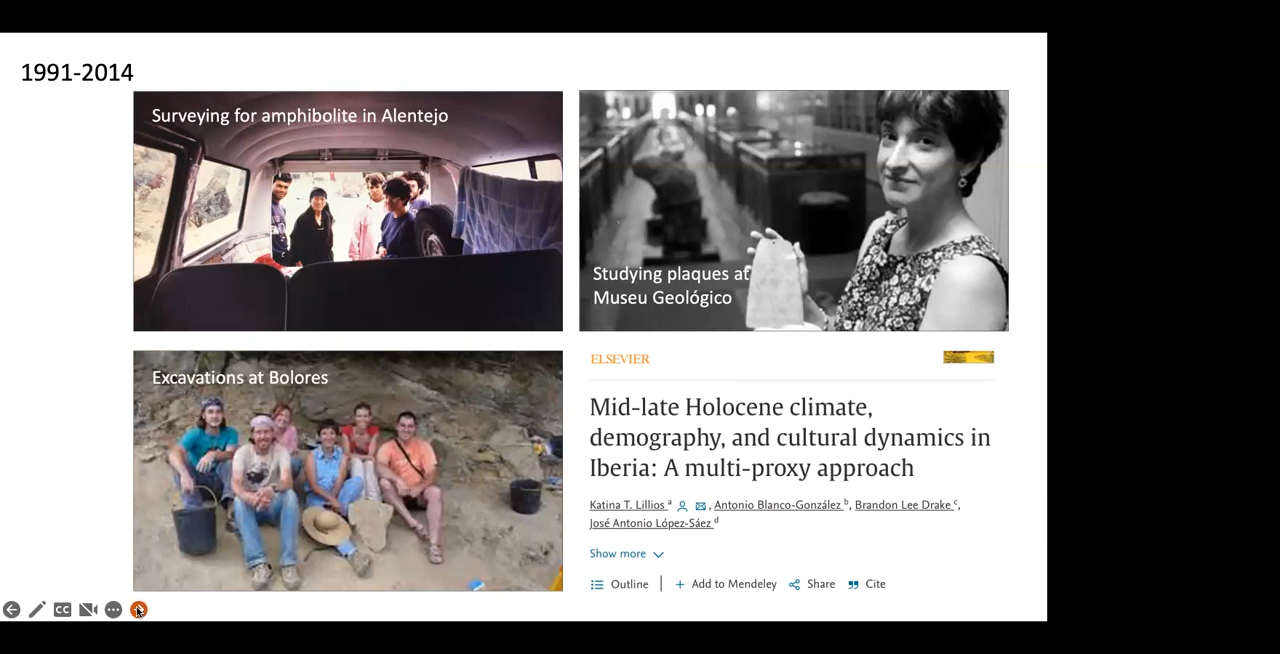 1991-2014
Surveying for amphibolite in Alentejo
Studying plaques at
Museu Geológico
Excavations at Bolores
ELSEVIER
Mid-late Holocene climate,
demography, and cultural dynamics in
Iberia: A multi-proxy approach
Katina T. Lillios a, Antonio Blanco-González b, Brandon Lee Drake c,
José Antonio López-Sáez d
Show more
Outline | + Add to Mendeley Share Cite
CC